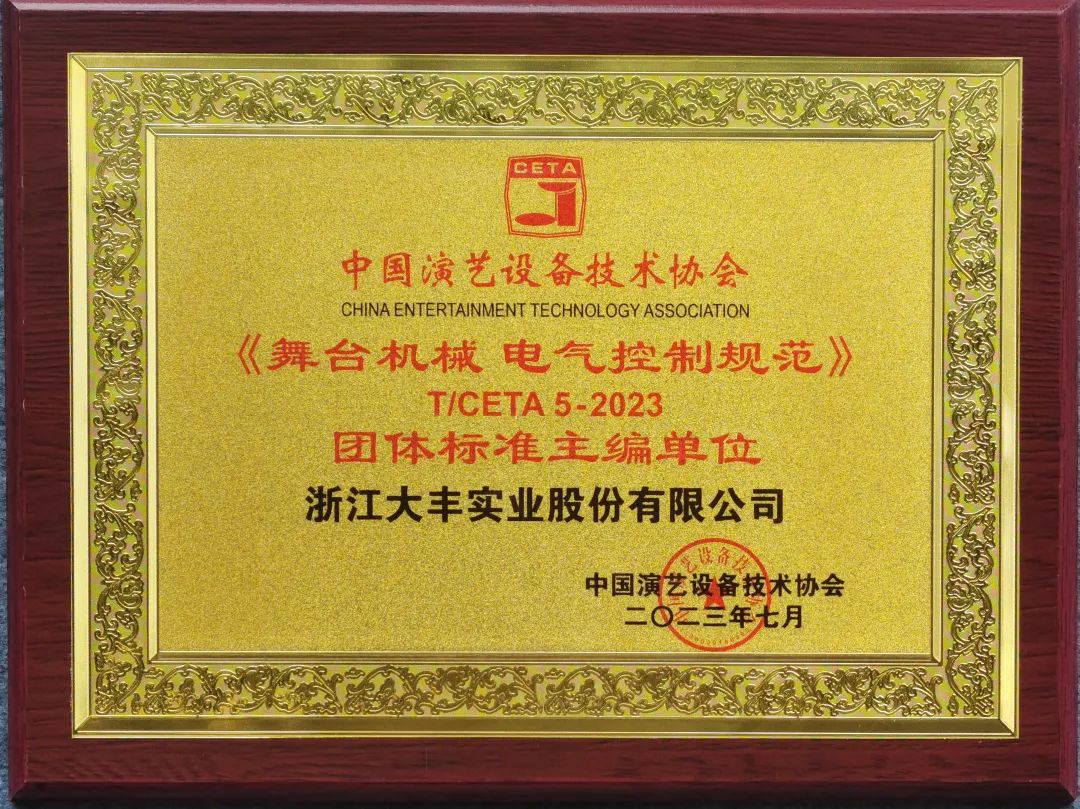 CETA
中国演艺设备技术协会
CHINA ENTERTAINMENT TECHNOLOGY ASSOCIATION
《舞台机械 电气控制规范》
T/CETA 5-2023
团体标准主编单位
浙江大丰实业股份有限公司
中国演艺设备技术协会
二〇二三年七月